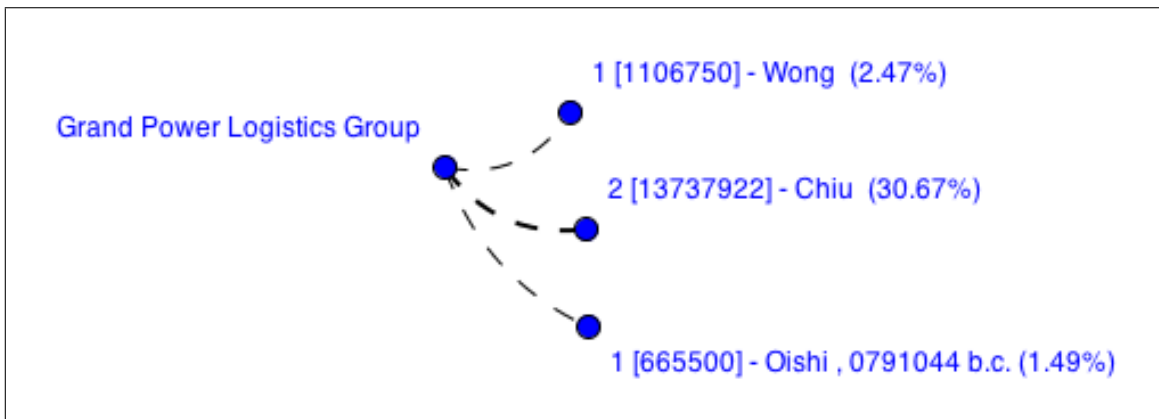 1 [1106750] - Wong (2.47%)
Grand Power Logistics Group
2 [13737922] - Chiu (30.67%)
1 [665500] - Oishi , 0791044 b.c. (1.49%)